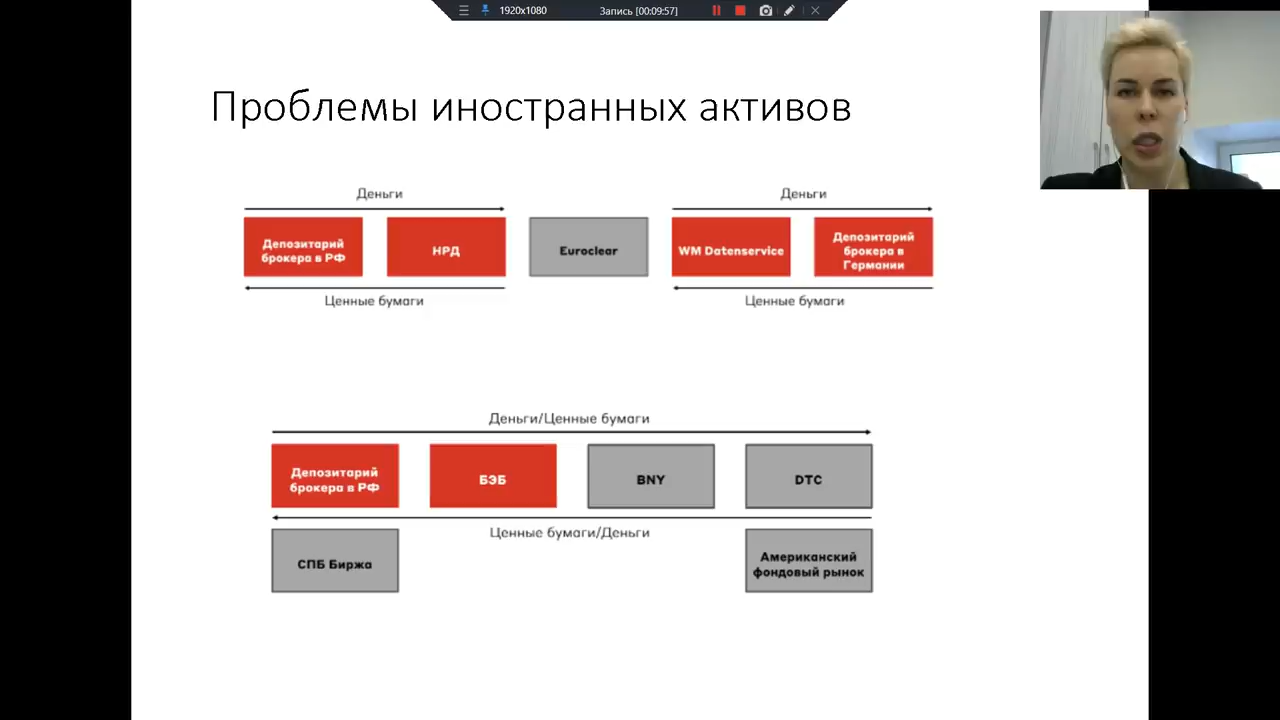 1920x1080
Запись [00:09:57]
Проблемы иностранных активов
Деньги
Деньги
Депозитарий
брокера в РФ
НРД
Euroclear
WM Datenservice
Депозитарий
брокера в
Германии
Ценные бумаги
Ценные бумаги
Деньги/Ценные бумаги
Депозитарий
брокера в РФ
БЭБ
BNY
DTC
Ценные бумаги/Деньги
СПБ Биржа
Американский
фондовый рынок